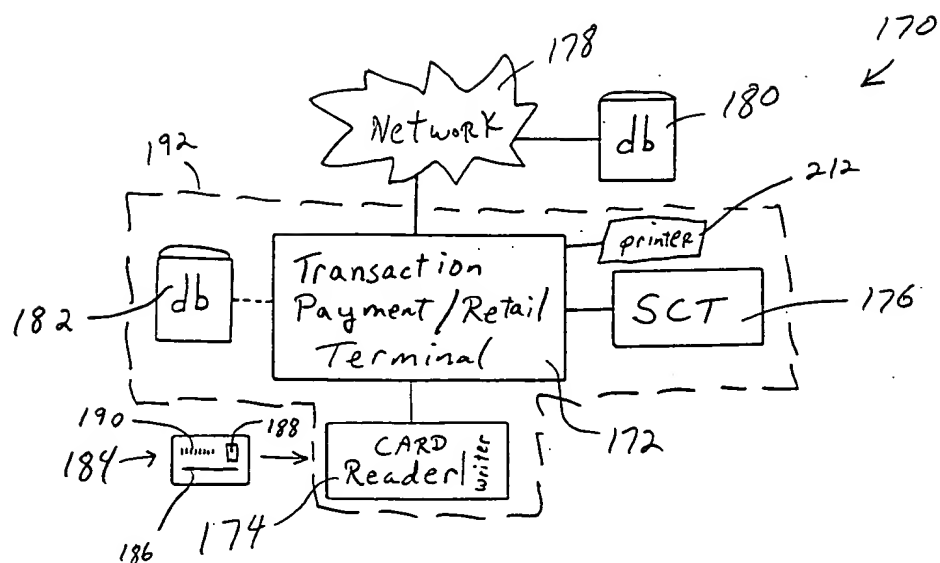 170
178
Network
db
180
192
212
printer
Transaction
Payment/Retail
Terminal
db
182
SCT
176
190
188
184
CARD
Reader/
writer
172
186
174